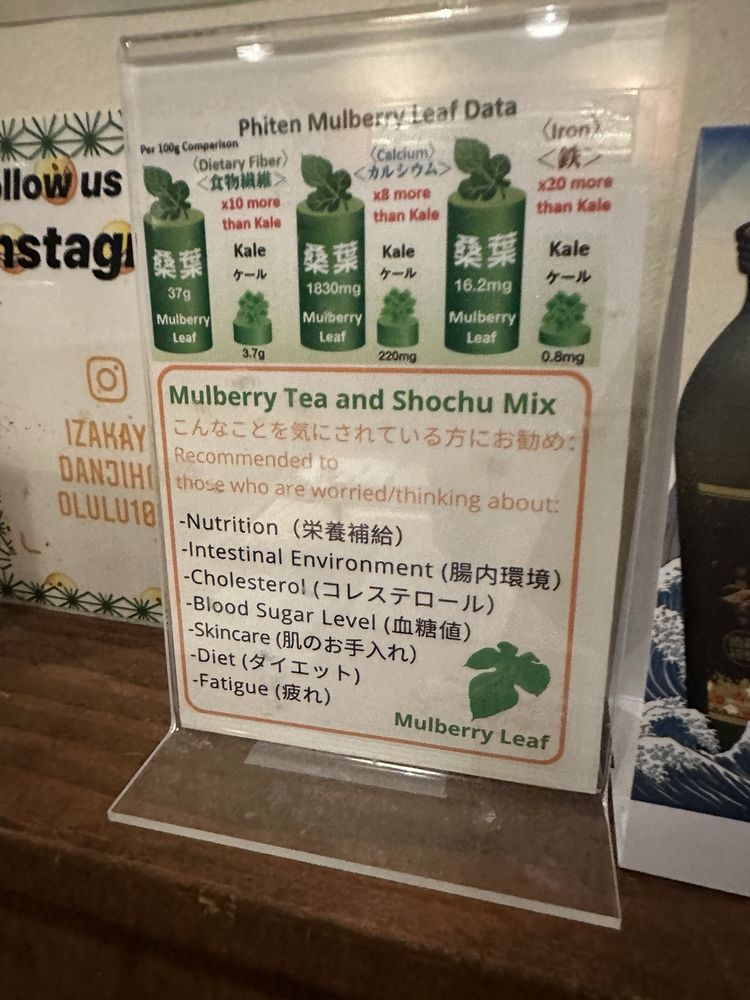 Phiten Mulberry Leaf Data
Per 100g Comparison
〈Dietary Fiber〉
＜食物繊維＞
x10 more
than Kale
桑葉
37g
Mulberry
Leaf
Kale
ケール
3.7g
〈Calcium〉
＜カルシウム＞
x8 more
than Kale
桑葉
1830mg
Mulberry
Leaf
Kale
ケール
220mg
〈Iron〉
＜鉄＞
x20 more
than Kale
桑葉
16.2mg
Mulberry
Leaf
Kale
ケール
0.8mg
Mulberry Tea and Shochu Mix
こんなことを気にされている方にお勧め:
Recommended to
those who are worried/thinking about:
-Nutrition（栄養補給）
-Intestinal Environment (腸内環境）
-Cholesterol (コレステロール）
-Blood Sugar Level (血糖値）
-Skincare (肌のお手入れ）
-Diet (ダイエット）
-Fatigue (疲れ）
Mulberry Leaf
ollow us
nstag
IZAKAY
DANJIH
OLULU10